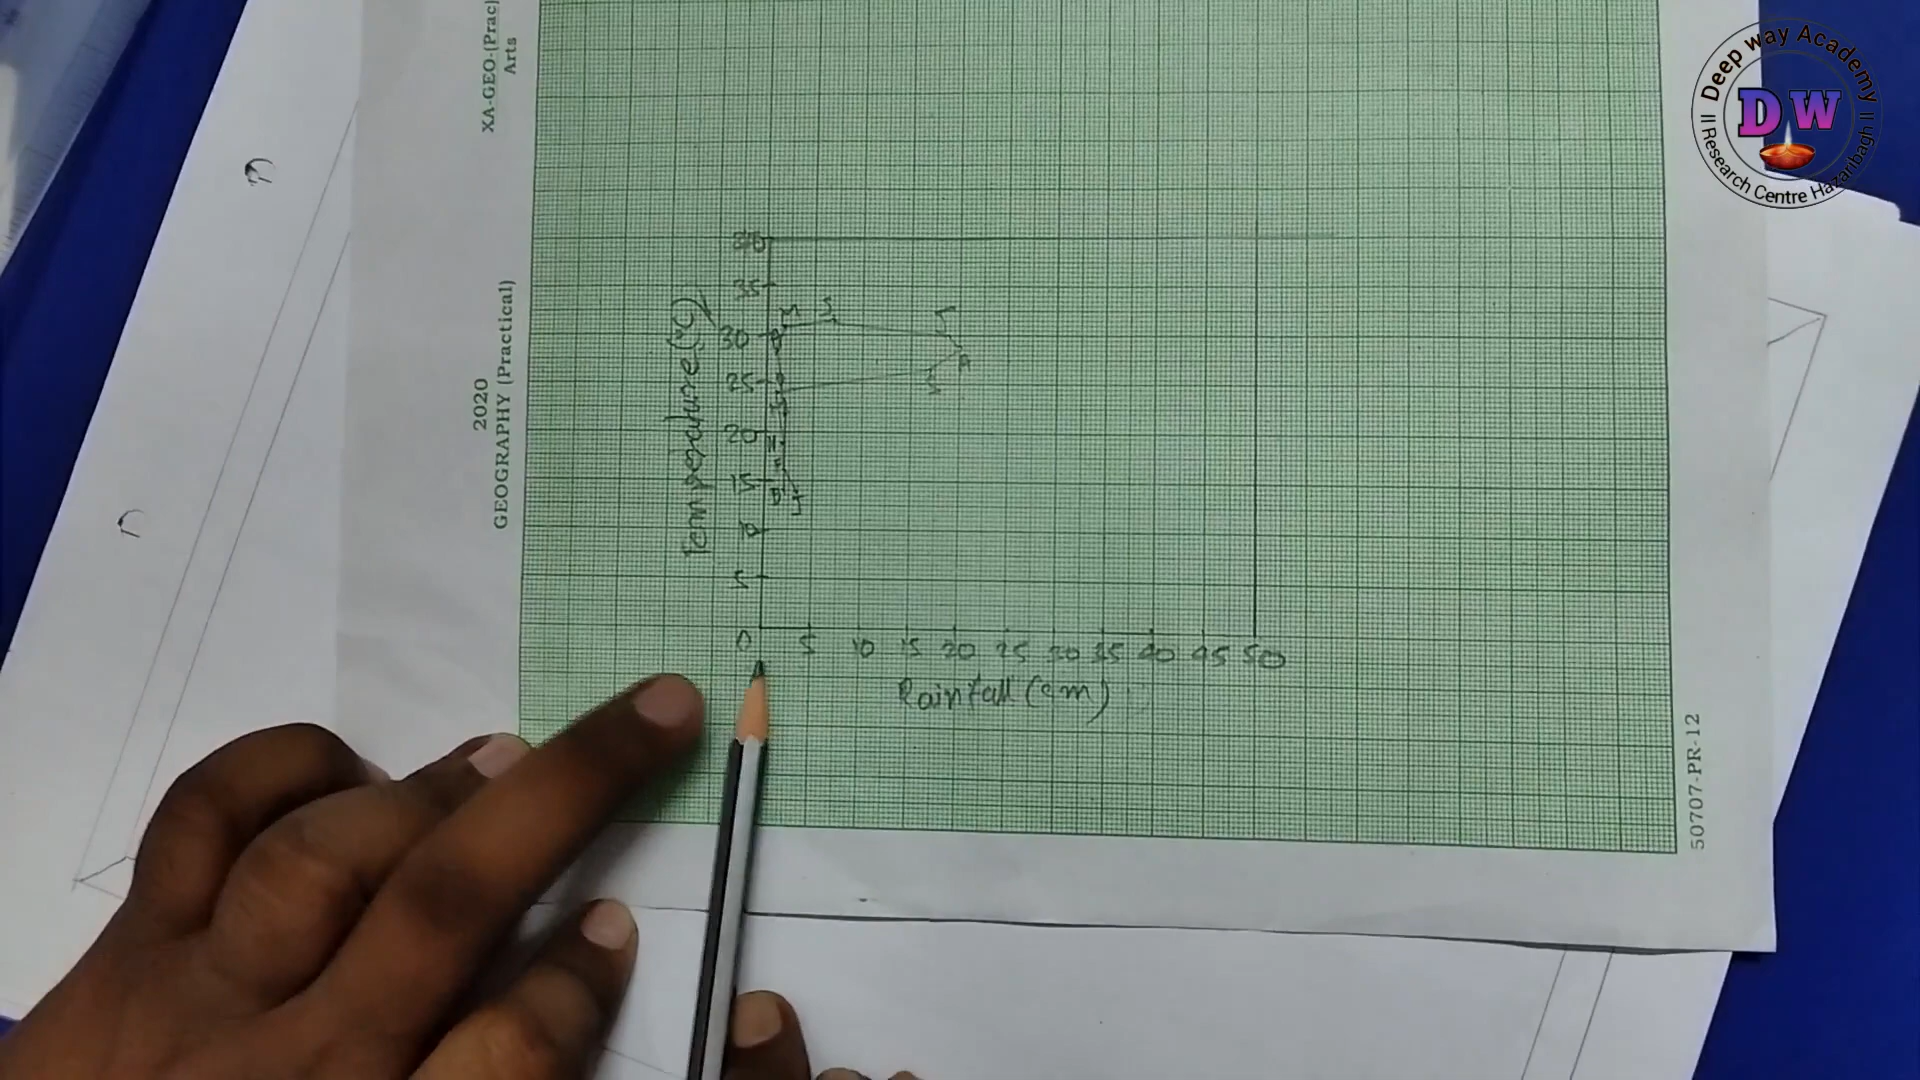 XA-GEO-(Prac)
Arts
2020
GEOGRAPHY (Practical)
50707-PR-12
Temperature (°C)
35
30
25
20
15
10
5
0
5 10 15 20 25 30 35 40 45 50
Rainfall (cm)
M
J
J
A
S
J
Deep way Academy
DW
|| Research Centre Hazaribagh ||